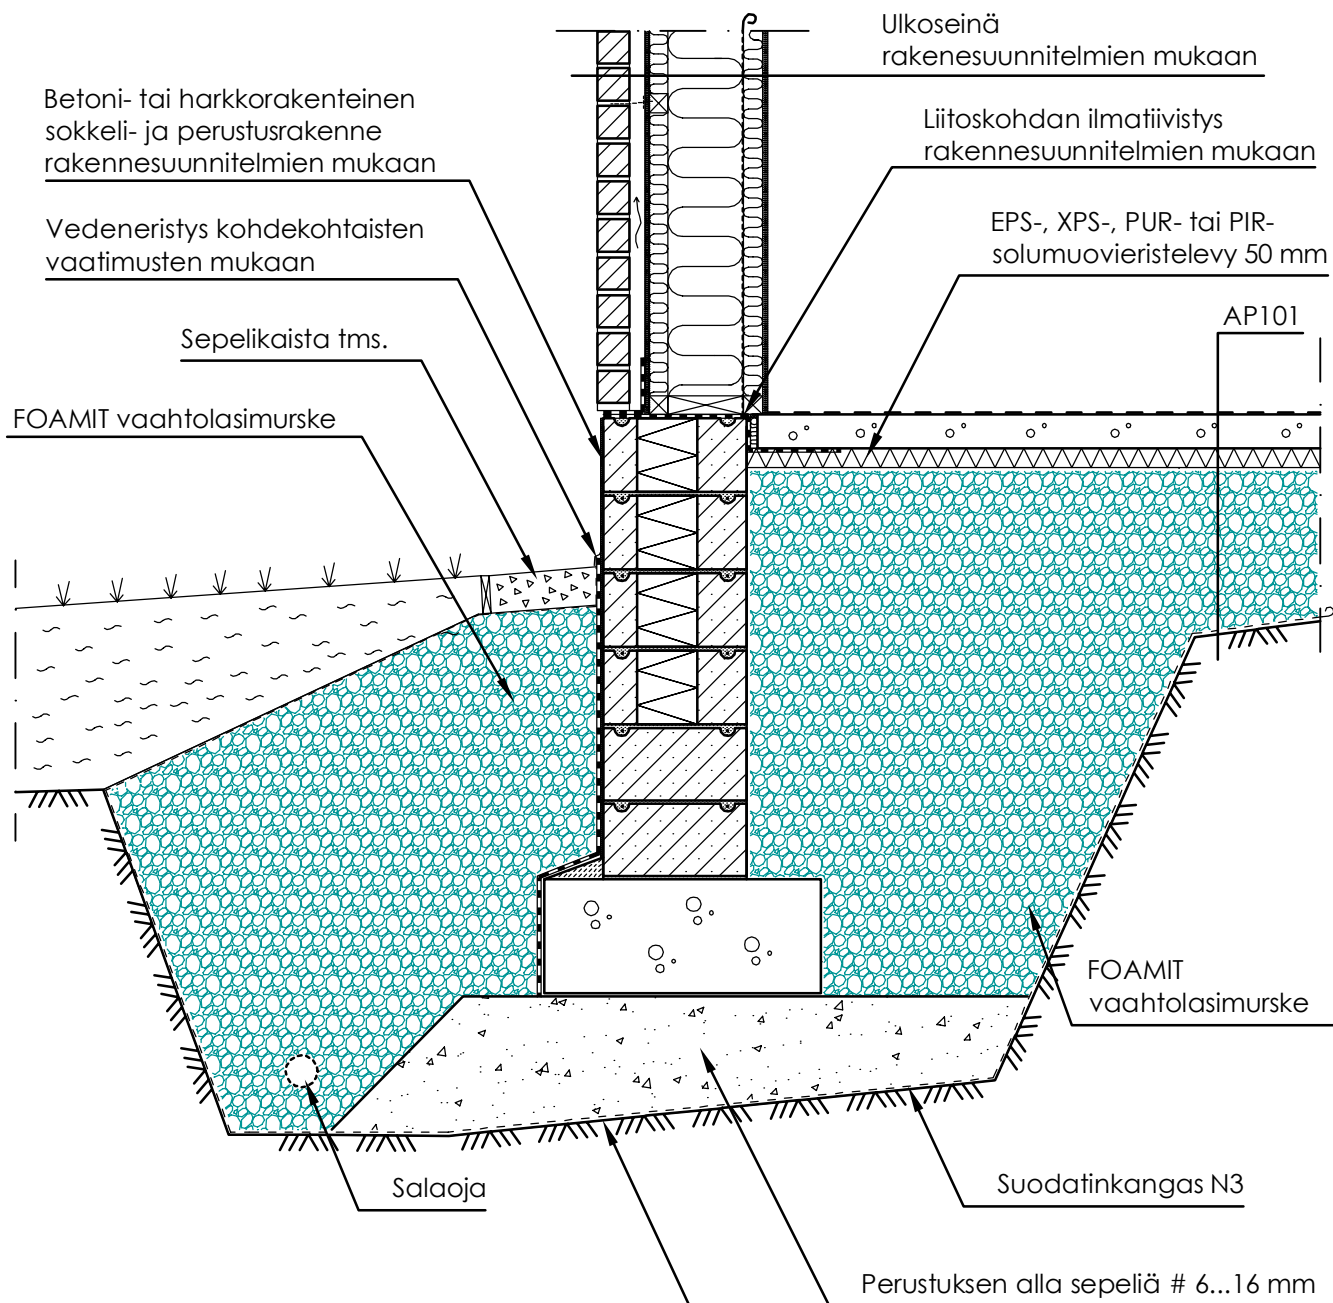 Ulkoseinä
rakenesuunnitelmien mukaan
Betoni- tai harkkorakenteinen
sokkeli- ja perustusrakenne
rakennesuunnitelmien mukaan
Liitoskohdan ilmatiivistys
rakennesuunnitelmien mukaan
Vedeneristys kohdekohtaisten
vaatimusten mukaan
EPS-, XPS-, PUR- tai PIR-
solumuovieristelevy 50 mm
AP101
Sepelikaista tms.
FOAMIT vaahtolasimurske
FOAMIT
vaahtolasimurske
Salaoja
Suodatinkangas N3
Perustuksen alla sepeliä # 6...16 mm